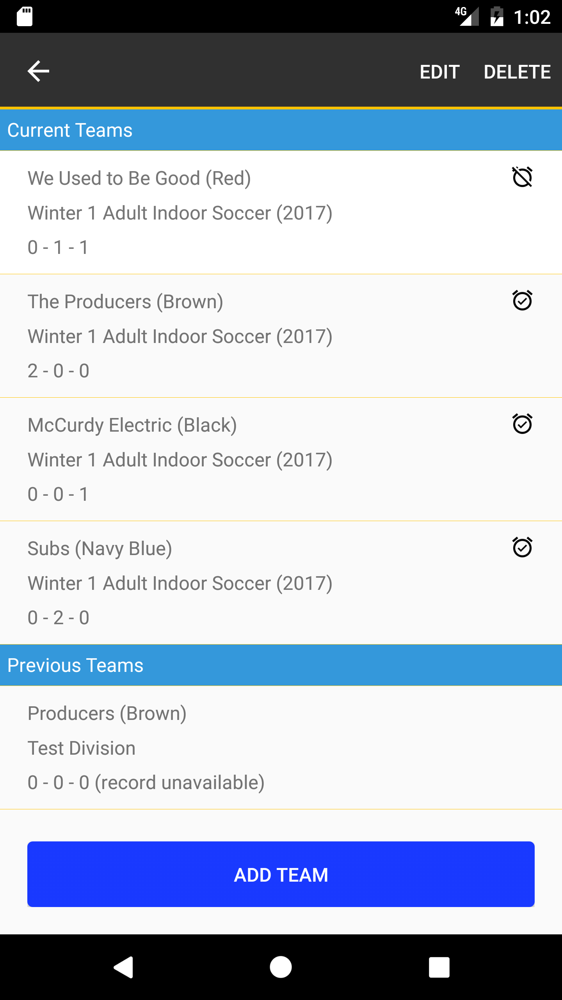 4G 1:02
EDIT DELETE
Current Teams
We Used to Be Good (Red)
Winter 1 Adult Indoor Soccer (2017)
0 - 1 - 1
The Producers (Brown)
Winter 1 Adult Indoor Soccer (2017)
2 - 0 - 0
McCurdy Electric (Black)
Winter 1 Adult Indoor Soccer (2017)
0 - 0 - 1
Subs (Navy Blue)
Winter 1 Adult Indoor Soccer (2017)
0 - 2 - 0
Previous Teams
Producers (Brown)
Test Division
0 - 0 - 0 (record unavailable)
ADD TEAM